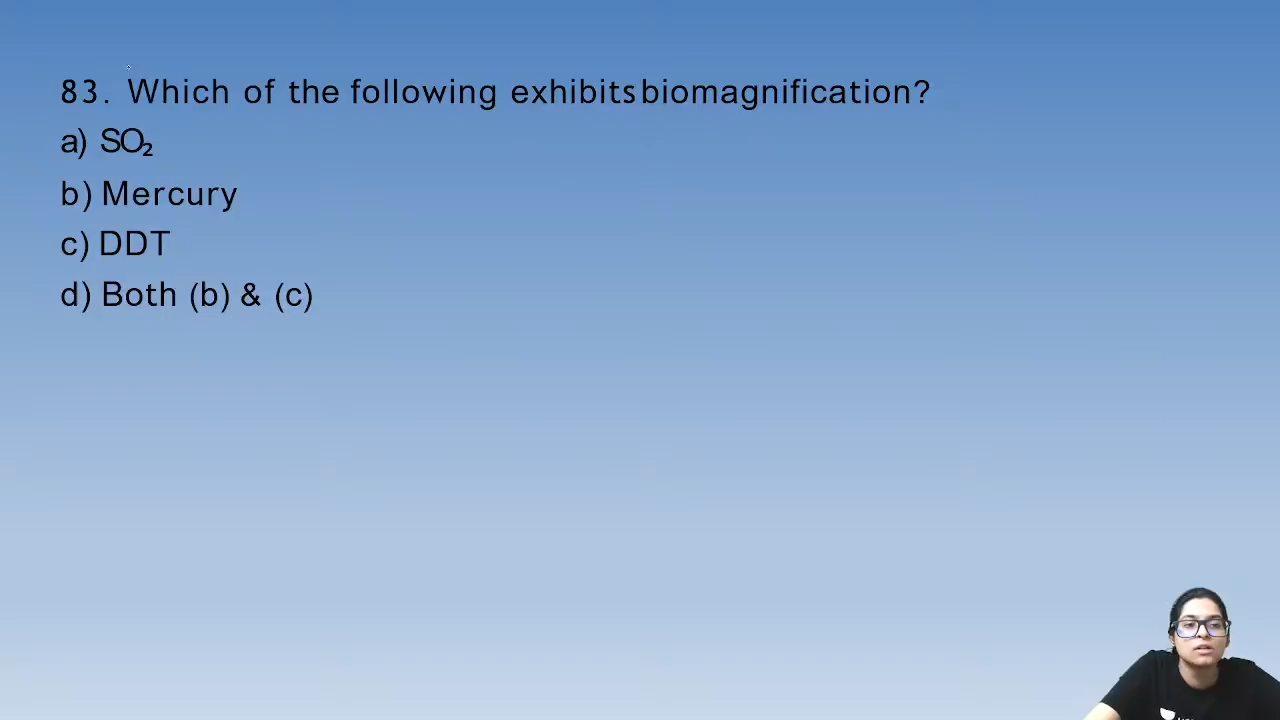 83. Which of the following exhibits biomagnification?
a) SO₂
b) Mercury
c) DDT
d) Both (b) & (c)